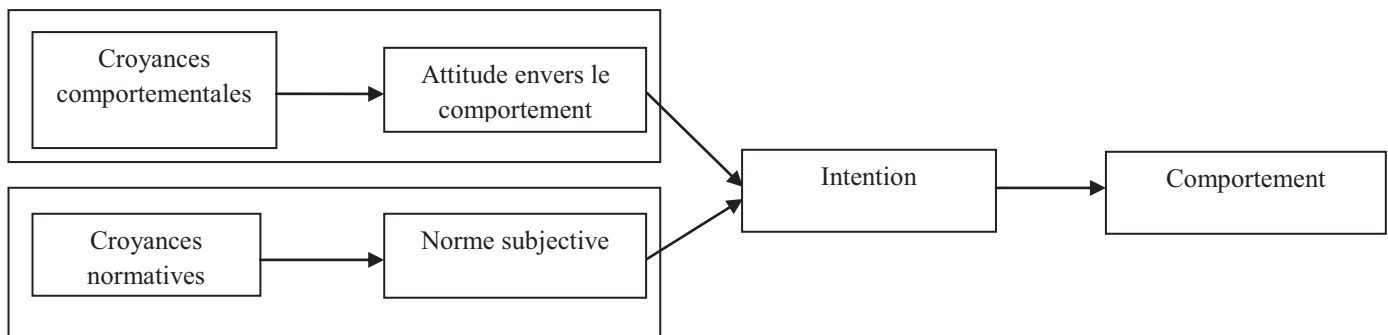 Croyances
comportementales
Attitude envers le
comportement
Intention
Comportement
Croyances
normatives
Norme subjective